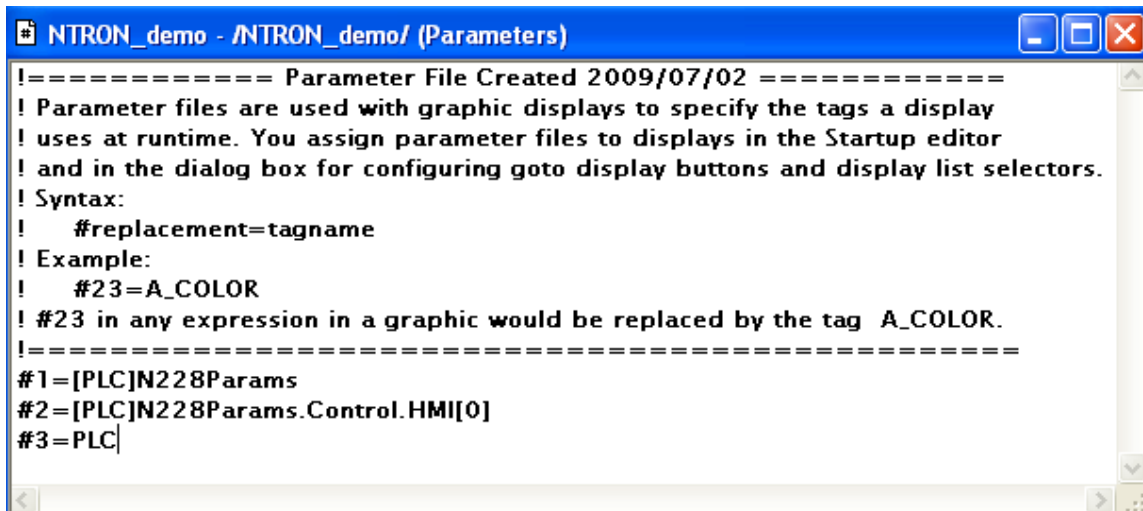 NTRON_demo - /NTRON_demo/ (Parameters)
!============ Parameter File Created 2009/07/02 ============
! Parameter files are used with graphic displays to specify the tags a display
! uses at runtime. You assign parameter files to displays in the Startup editor
! and in the dialog box for configuring goto display buttons and display list selectors.
! Syntax:
!    #replacement=tagname
! Example:
!    #23=A_COLOR
! #23 in any expression in a graphic would be replaced by the tag  A_COLOR.
!================================================
#1=[PLC]N228Params
#2=[PLC]N228Params.Control.HMI[0]
#3=PLC